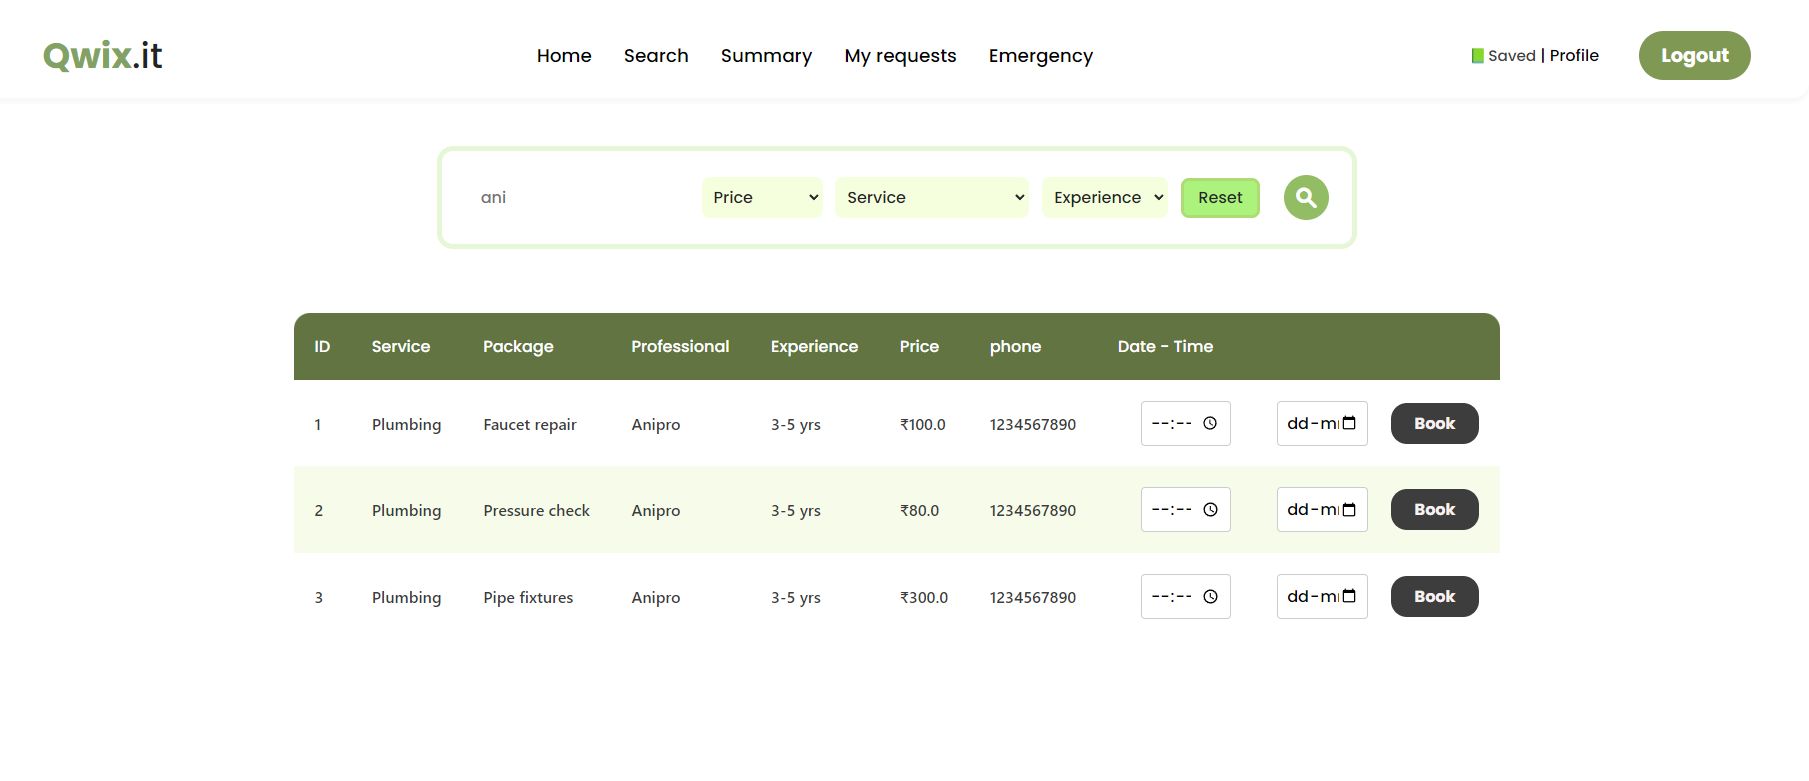 Qwix.it Home Search Summary My requests Emergency 📗 Saved | Profile Logout
ani Price Service Experience Reset
ID Service Package Professional Experience Price phone Date - Time
1 Plumbing Faucet repair Anipro 3-5 yrs ₹100.0 1234567890 --:-- dd-m Book
2 Plumbing Pressure check Anipro 3-5 yrs ₹80.0 1234567890 --:-- dd-m Book
3 Plumbing Pipe fixtures Anipro 3-5 yrs ₹300.0 1234567890 --:-- dd-m Book